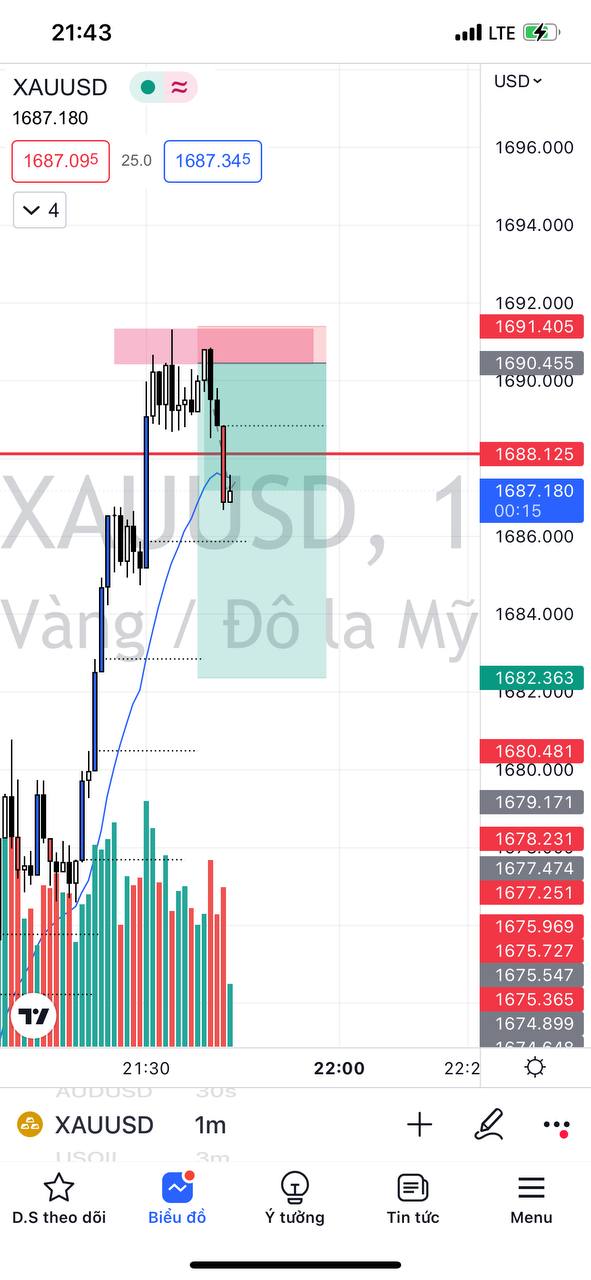 21:43
LTE
XAUUSD
USD
1687.180
1687.095
25.0
1687.345
4
1696.000
1694.000
1692.000
1691.405
1690.455
1690.000
1688.125
XAUUSD, 1
1687.180
00:15
1686.000
Vàng / Đô la Mỹ
1684.000
1682.363
1682.000
1680.481
1680.000
1679.171
1678.231
1677.474
1677.251
1675.969
1675.727
1675.547
1675.365
1674.899
1674.648
21:30
22:00
22:2
AUDUSD 30s
XAUUSD 1m
USOIL 3m
D.S theo dõi
Biểu đồ
Ý tưởng
Tin tức
Menu